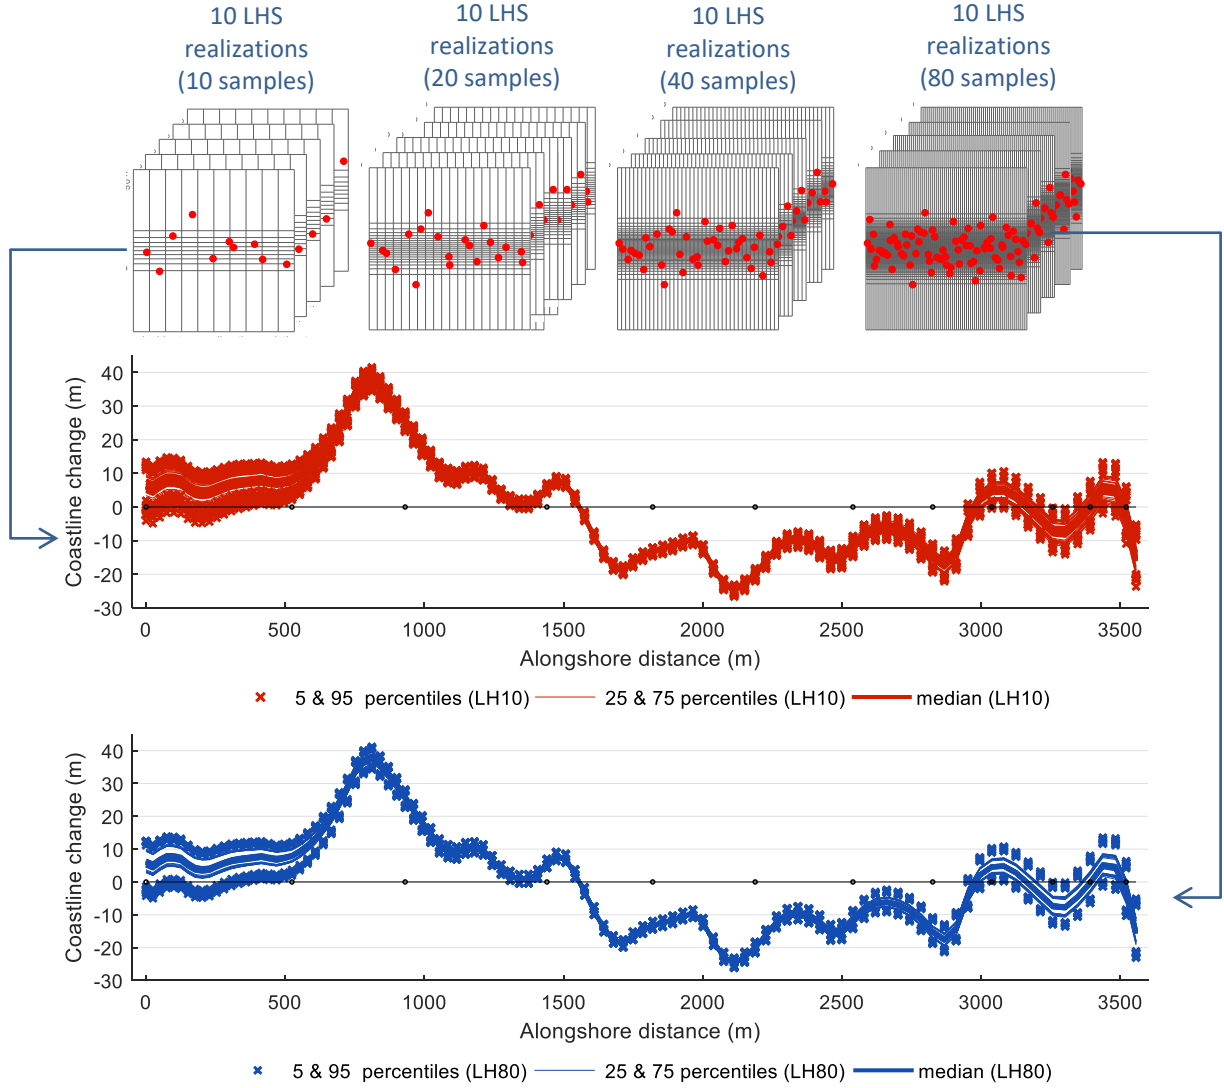 10 LHS
realizations
(10 samples)
10 LHS
realizations
(20 samples)
10 LHS
realizations
(40 samples)
10 LHS
realizations
(80 samples)
Coastline change (m)
40
30
20
10
0
-10
-20
-30
0 500 1000 1500 2000 2500 3000 3500
Alongshore distance (m)
5 & 95 percentiles (LH10) 25 & 75 percentiles (LH10) median (LH10)
Coastline change (m)
40
30
20
10
0
-10
-20
-30
0 500 1000 1500 2000 2500 3000 3500
Alongshore distance (m)
5 & 95 percentiles (LH80) 25 & 75 percentiles (LH80) median (LH80)